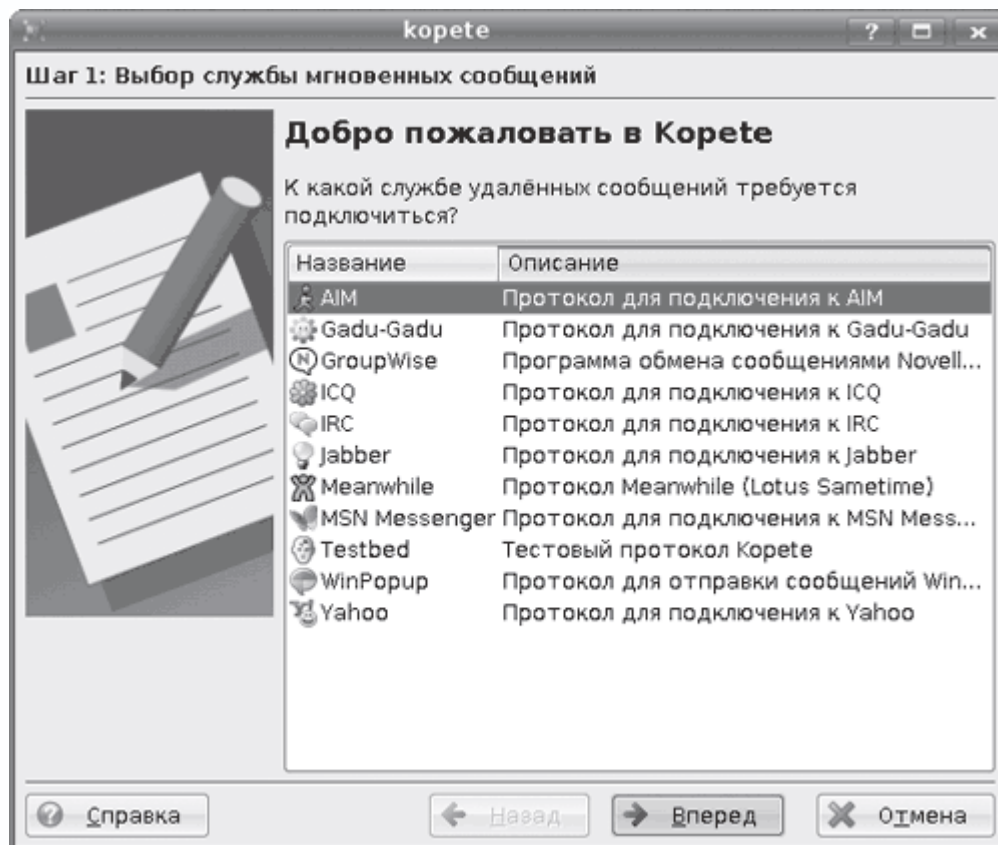 kopete
Шаг 1: Выбор службы мгновенных сообщений
Добро пожаловать в Kopete
К какой службе удалённых сообщений требуется
подключиться?
Название Описание
AIM Протокол для подключения к AIM
Gadu-Gadu Протокол для подключения к Gadu-Gadu
GroupWise Программа обмена сообщениями Novell...
ICQ Протокол для подключения к ICQ
IRC Протокол для подключения к IRC
Jabber Протокол для подключения к Jabber
Meanwhile Протокол Meanwhile (Lotus Sametime)
MSN Messenger Протокол для подключения к MSN Mess...
Testbed Тестовый протокол Kopete
WinPopup Протокол для отправки сообщений Win...
Yahoo Протокол для подключения к Yahoo
Справка Назад Вперед Отмена